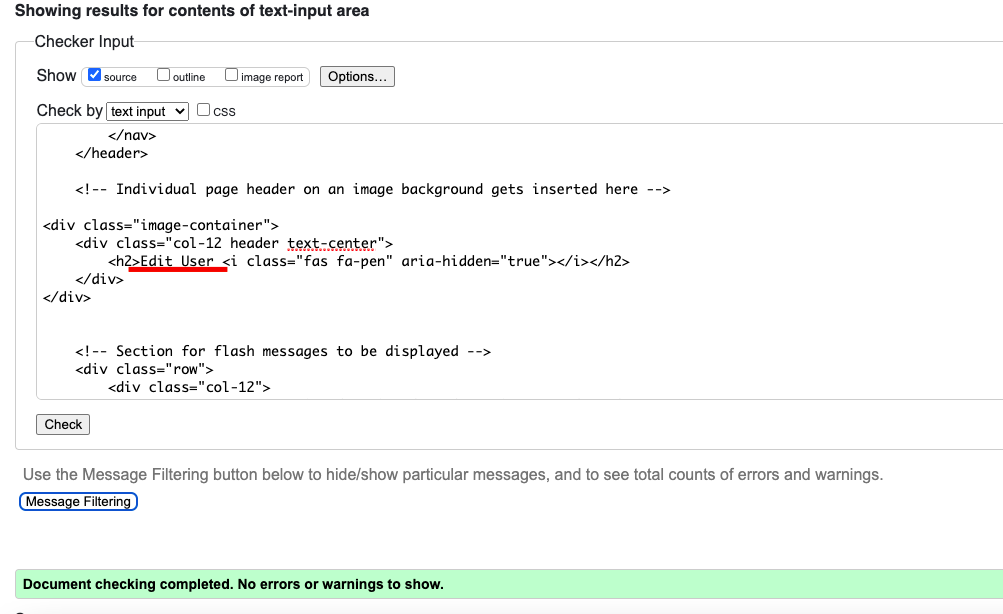 Showing results for contents of text-input area
Checker Input
Show source outline image report Options...
Check by text input CSS
</nav>
</header>
<!-- Individual page header on an image background gets inserted here -->
<div class="image-container">
<div class="col-12 header text-center">
<h2>Edit User <i class="fas fa-pen" aria-hidden="true"></i></h2>
</div>
</div>
<!-- Section for flash messages to be displayed -->
<div class="row">
<div class="col-12">
Check
Use the Message Filtering button below to hide/show particular messages, and to see total counts of errors and warnings.
Message Filtering
Document checking completed. No errors or warnings to show.